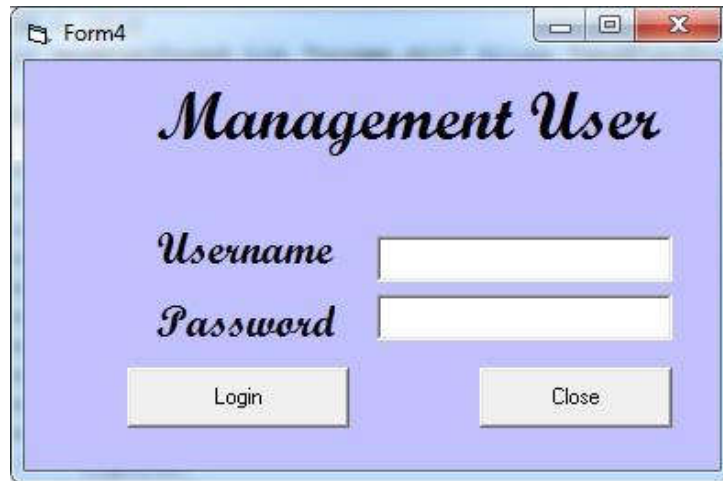 Form4
Management User
Username
Password
Login Close